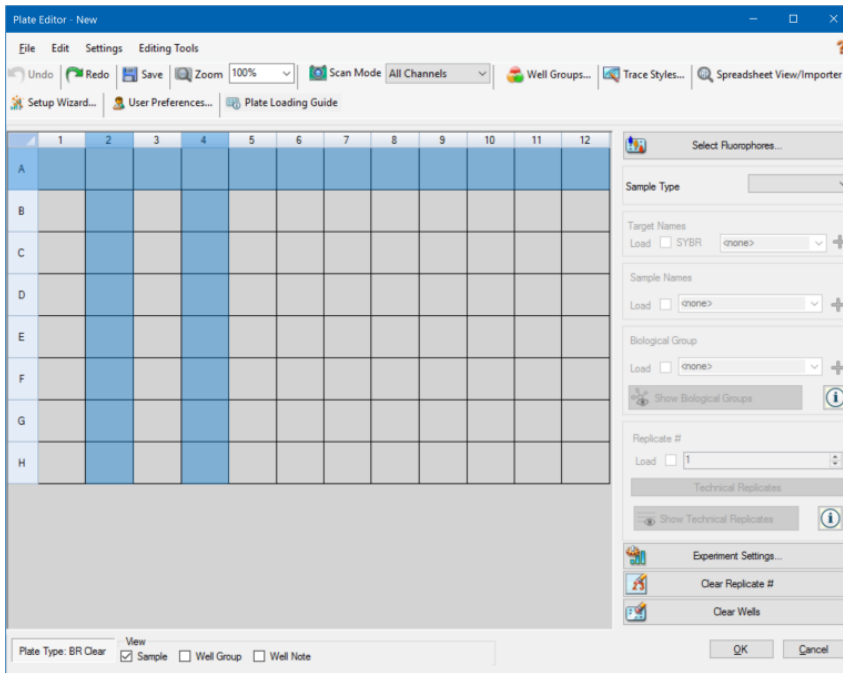 Plate Editor - New
File Edit Settings Editing Tools
Undo Redo Save Zoom 100% Scan Mode All Channels Well Groups... Trace Styles... Spreadsheet View/Importer
Setup Wizard... User Preferences... Plate Loading Guide
1 2 3 4 5 6 7 8 9 10 11 12
A
B
C
D
E
F
G
H
Select Fluorophores...
Sample Type
Target Names
Load SYBR <none>
Sample Names
Load <none>
Biological Group
Load <none>
Show Biological Groups
Replicate #
Load 1
Technical Replicates
Show Technical Replicates
Experiment Settings...
Clear Replicate #
Clear Wells
Plate Type: BR Clear
View
Sample Well Group Well Note
OK Cancel